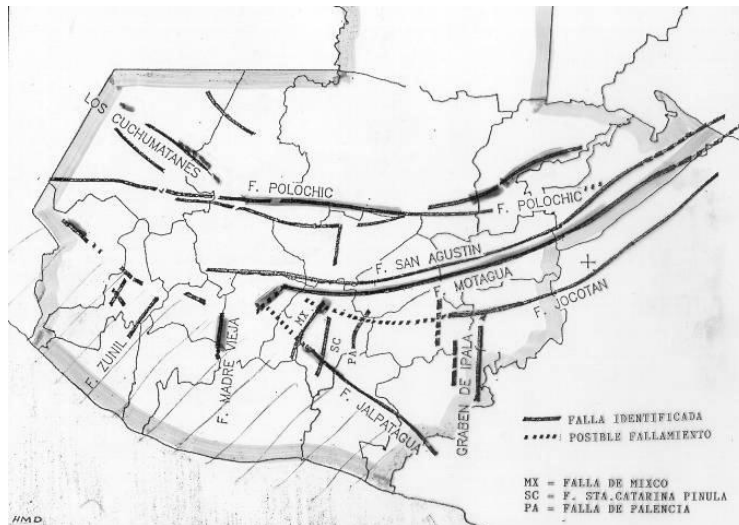 LOS CUCHUMATANES
F. POLOCHIC
F. POLOCHIC
F. SAN AGUSTIN
F. MOTAGUA
F. JOCOTAN
MX
SC
PA
F. ZUNIL
F. MADRE VIEJA
F. JALPATAGUA
GRABEN DE IPALA
FALLA IDENTIFICADA
POSIBLE FALLAMIENTO
MX = FALLA DE MIXCO
SC = F. STA.CATARINA PINULA
PA = FALLA DE PALENCIA
HMD